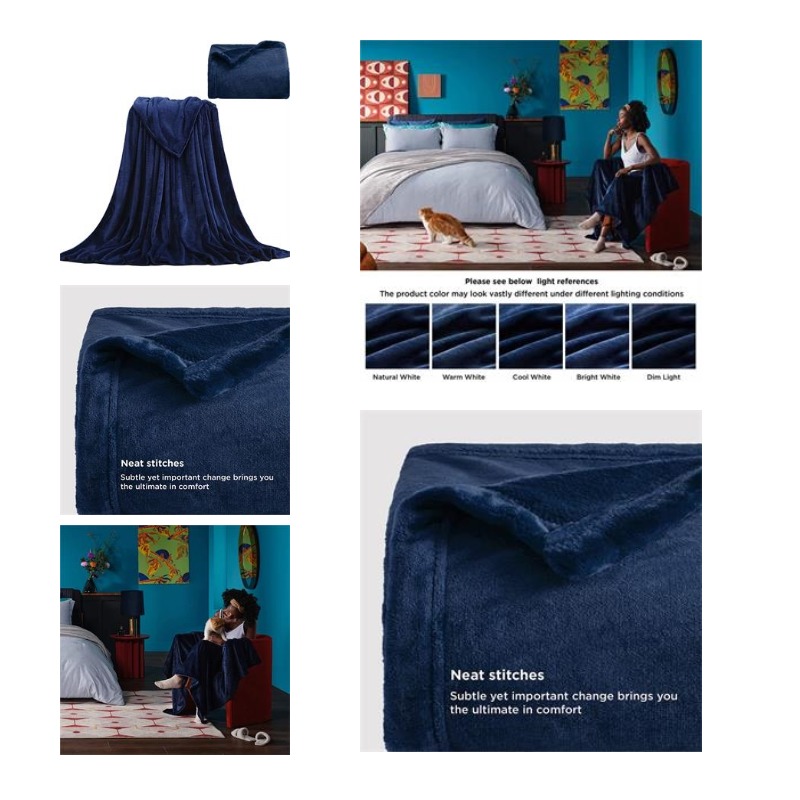 Neat stitches
Subtle yet important change brings you
the ultimate in comfort
Please see below light references
The product color may look vastly different under different lighting conditions
Natural White
Warm White
Cool White
Bright White
Dim Light
Neat stitches
Subtle yet important change brings you
the ultimate in comfort